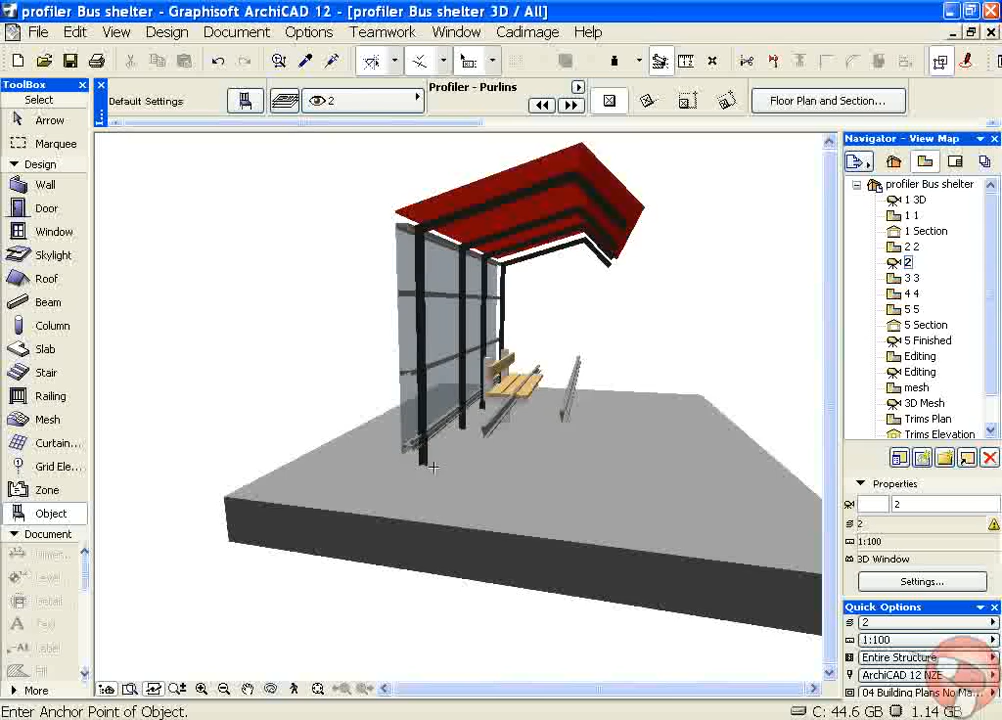 profiler Bus shelter - Graphisoft ArchiCAD 12 - [profiler Bus shelter 3D / All]
File Edit View Design Document Options Teamwork Window Cadimage Help
ToolBox
Select
Arrow
Marquee
Design
Wall
Door
Window
Skylight
Roof
Beam
Column
Slab
Stair
Railing
Mesh
Curtain...
Grid Ele...
Zone
Object
Document
Dimen...
Level
Detail
Text
Label
Fill
More
Default Settings
2
Profiler - Purlins
Floor Plan and Section...
Navigator - View Map
profiler Bus shelter
1 3D
1 1
1 Section
2 2
2
3 3
4 4
5 5
5 Section
5 Finished
Editing
Editing
mesh
3D Mesh
Trims Plan
Trims Elevation
Properties
2
2
1:100
3D Window
Settings...
Quick Options
2
1:100
Entire Structure
ArchiCAD 12 NZE
04 Building Plans No Ma...
Enter Anchor Point of Object.
C: 44.6 GB
1.14 GB